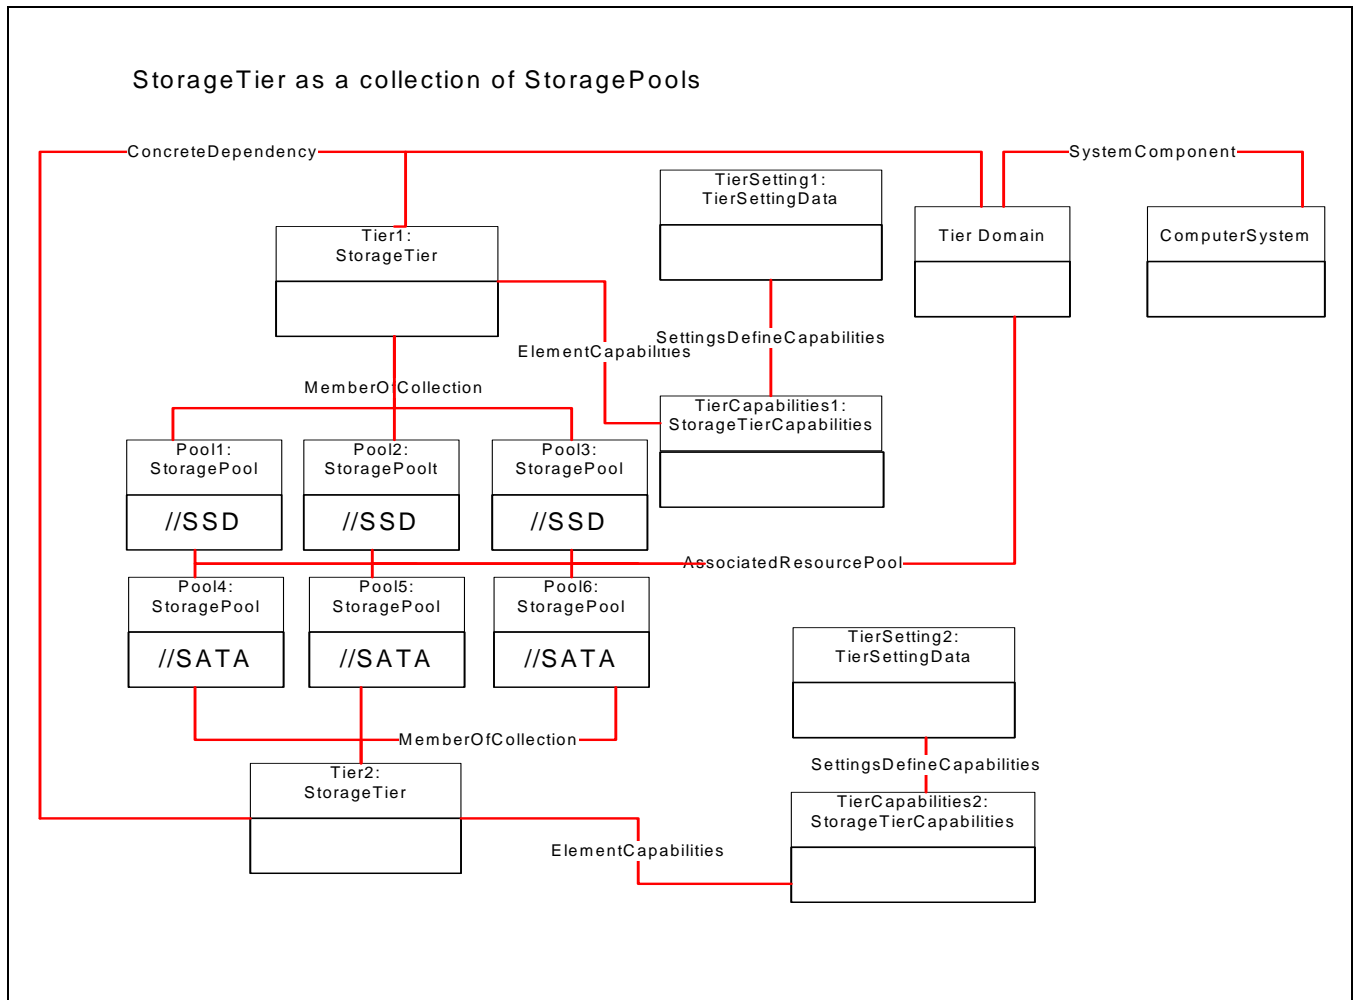 StorageTier as a collection of StoragePools
ConcreteDependency
SystemComponent
TierSetting1:
TierSettingData
Tier1:
StorageTier
Tier Domain
ComputerSystem
SettingsDefineCapabilities
ElementCapabilities
MemberOfCollection
TierCapabilities1:
StorageTierCapabilities
Pool1:
StoragePool
Pool2:
StoragePoolt
Pool3:
StoragePool
//SSD
//SSD
//SSD
AssociatedResourcePool
Pool4:
StoragePool
Pool5:
StoragePool
Pool6:
StoragePool
//SATA
//SATA
//SATA
TierSetting2:
TierSettingData
MemberOfCollection
SettingsDefineCapabilities
Tier2:
StorageTier
TierCapabilities2:
StorageTierCapabilities
ElementCapabilities